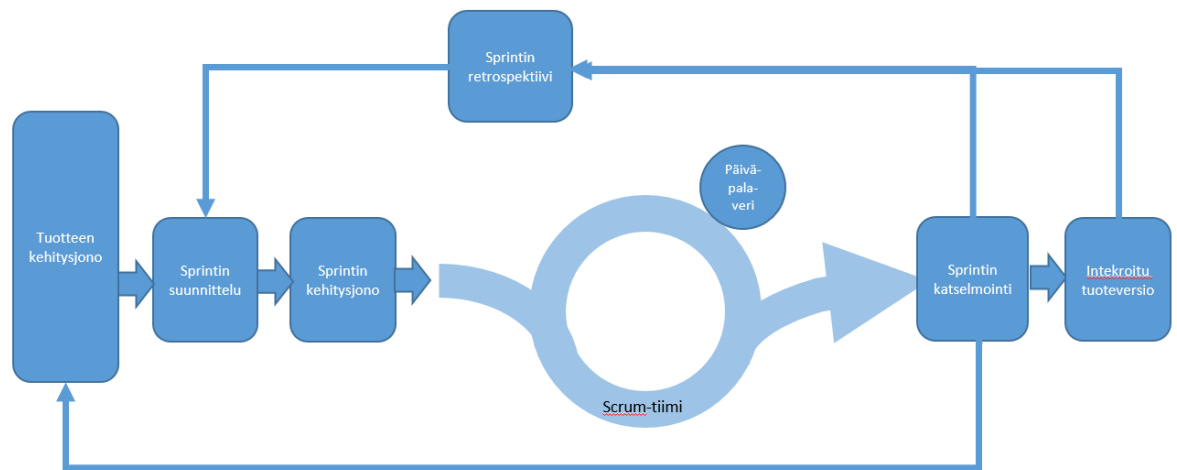 Sprintin
retrospektiivi
Päivä-
pala-
veri
Tuotteen
kehitysjono
Sprintin
suunnittelu
Sprintin
kehitysjono
Sprintin
katselmointi
Intekroitu
tuoteversio
Scrum-tiimi